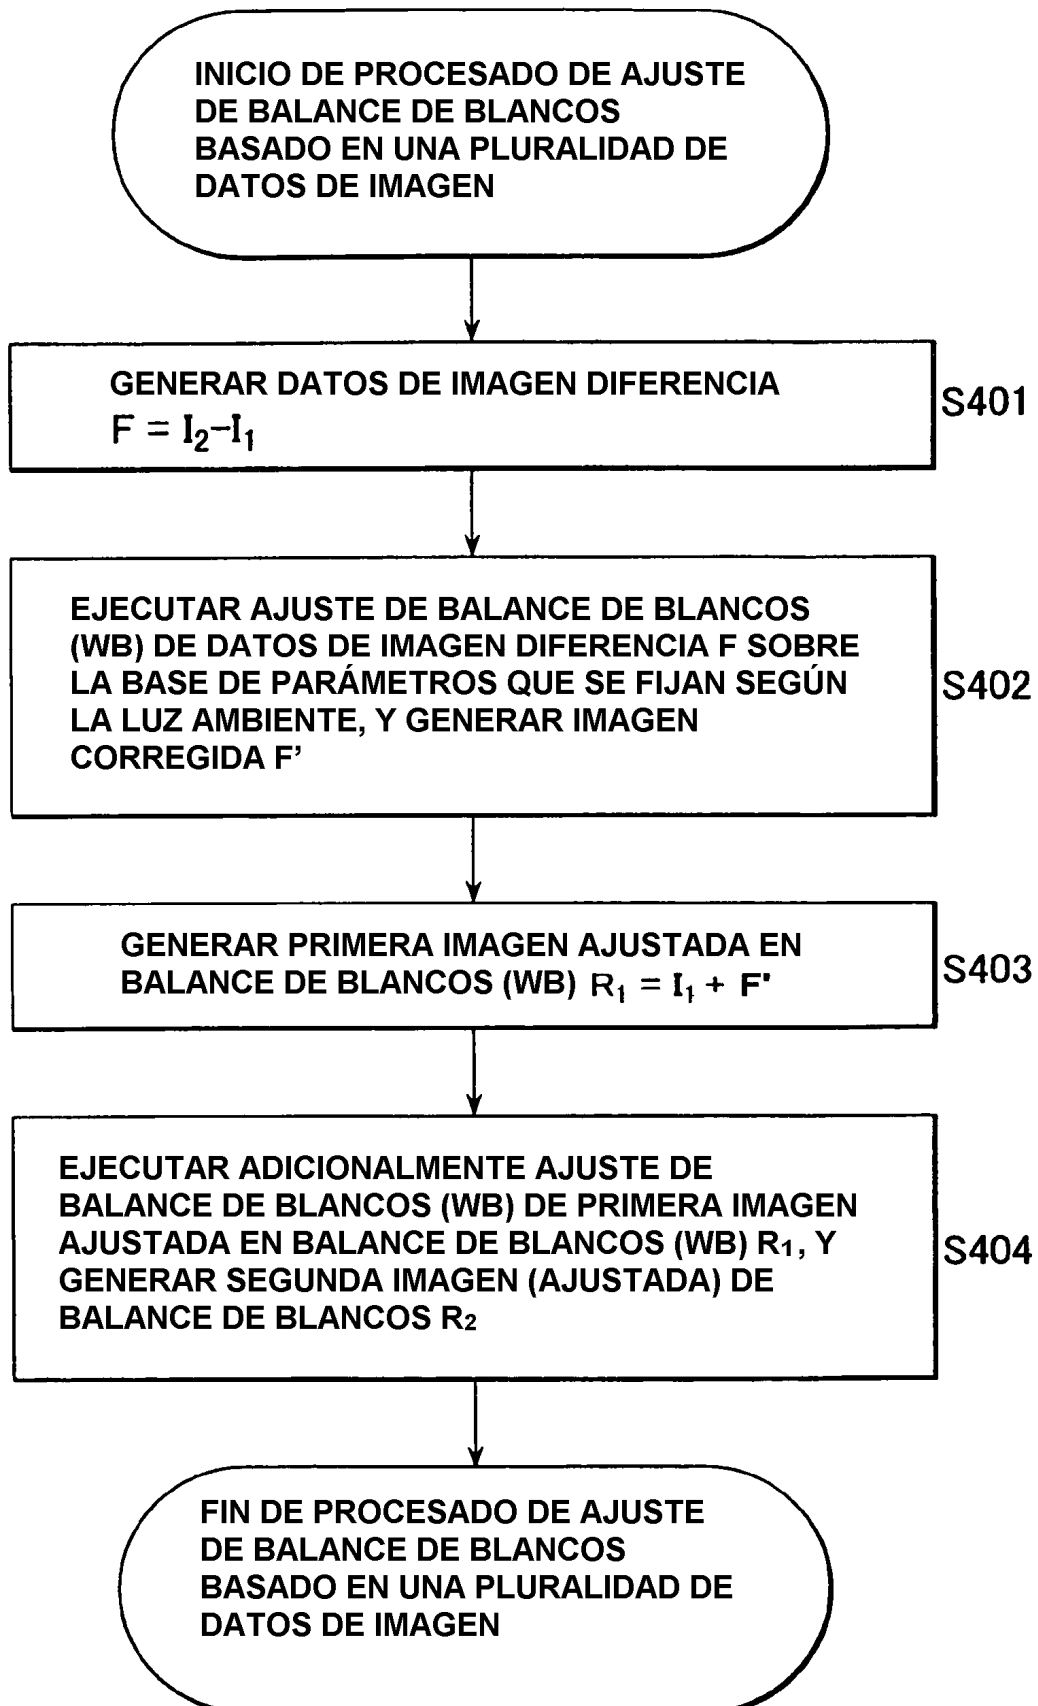 INICIO DE PROCESADO DE AJUSTE
DE BALANCE DE BLANCOS
BASADO EN UNA PLURALIDAD DE
DATOS DE IMAGEN
GENERAR DATOS DE IMAGEN DIFERENCIA
F = I₂-I₁
S401
EJECUTAR AJUSTE DE BALANCE DE BLANCOS
(WB) DE DATOS DE IMAGEN DIFERENCIA F SOBRE
LA BASE DE PARÁMETROS QUE SE FIJAN SEGÚN
LA LUZ AMBIENTE, Y GENERAR IMAGEN
CORREGIDA F’
S402
GENERAR PRIMERA IMAGEN AJUSTADA EN
BALANCE DE BLANCOS (WB) R₁ = I₁ + F'
S403
EJECUTAR ADICIONALMENTE AJUSTE DE
BALANCE DE BLANCOS (WB) DE PRIMERA IMAGEN
AJUSTADA EN BALANCE DE BLANCOS (WB) R₁, Y
GENERAR SEGUNDA IMAGEN (AJUSTADA) DE
BALANCE DE BLANCOS R₂
S404
FIN DE PROCESADO DE AJUSTE
DE BALANCE DE BLANCOS
BASADO EN UNA PLURALIDAD DE
DATOS DE IMAGEN